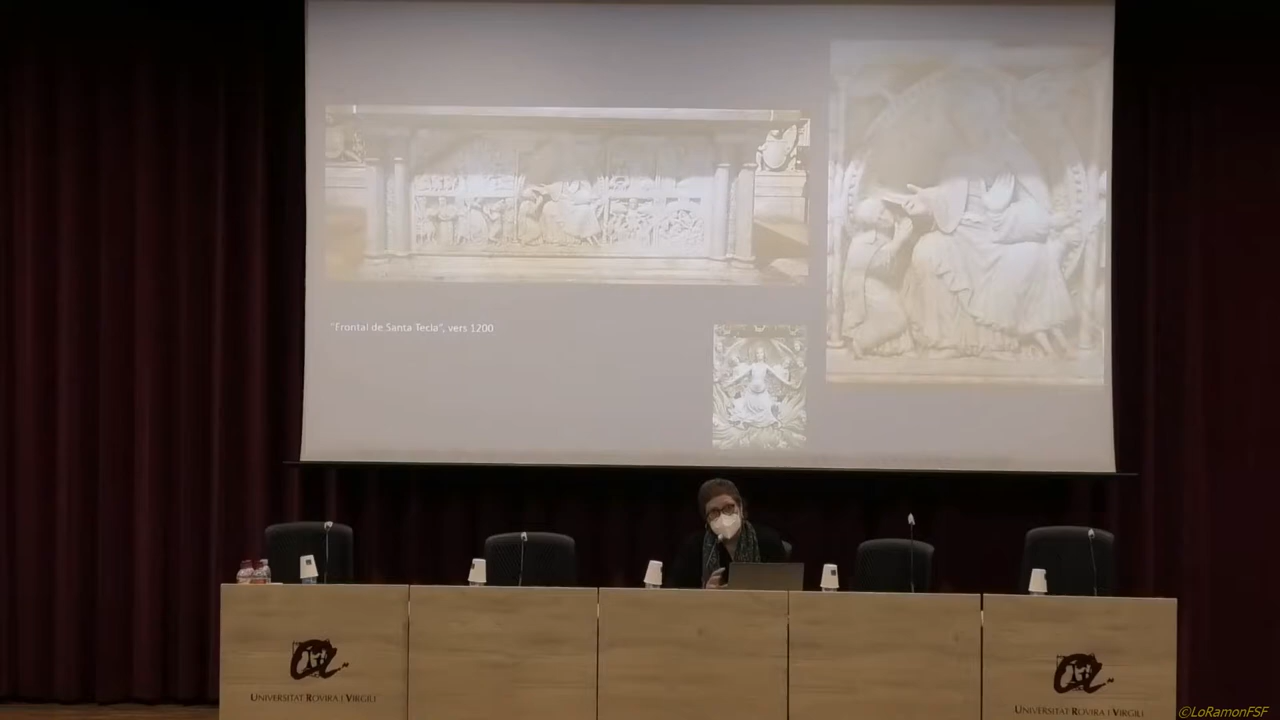 "Frontal de Santa Tecla", vers 1200
UNIVERSITAT ROVIRA I VIRGILI
UNIVERSITAT ROVIRA I VIRGILI
©LoRamonFSF